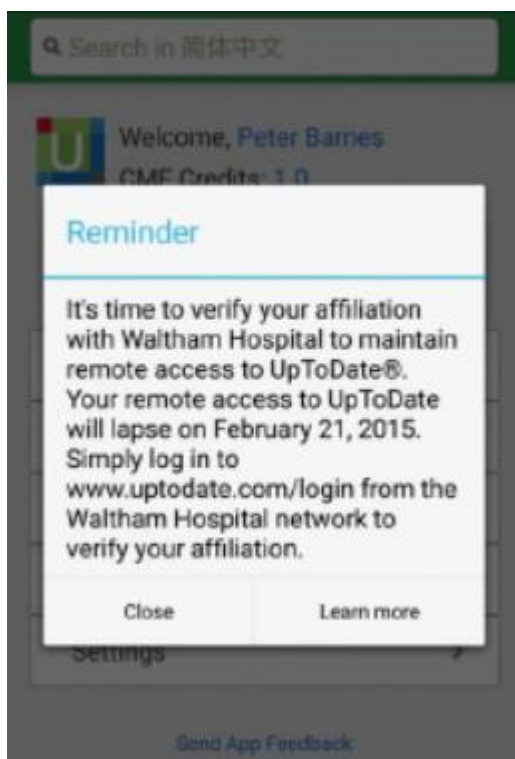 Search in 简体中文
U
Welcome, Peter Barnes
CME Credits: 1.0
Reminder
It's time to verify your affiliation
with Waltham Hospital to maintain
remote access to UpToDate®.
Your remote access to UpToDate
will lapse on February 21, 2015.
Simply log in to
www.uptodate.com/login from the
Waltham Hospital network to
verify your affiliation.
Close
Learn more
Settings
Send App Feedback